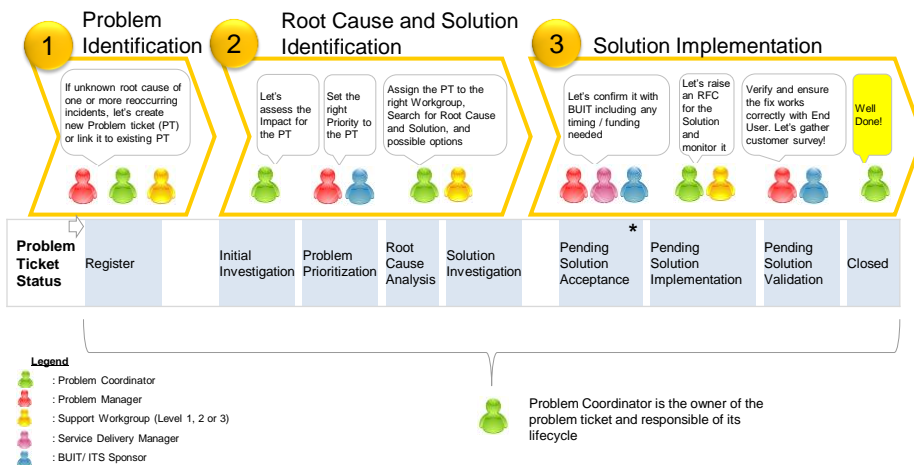 1
Problem
Identification
2
Root Cause and Solution
Identification
3
Solution Implementation
If unknown root cause of
one or more reoccurring
incidents, let's create
new Problem ticket (PT)
or link it to existing PT
Let's
assess the
Impact for
the PT
Set the
right
Priority to
the PT
Assign the PT to the
right Workgroup,
Search for Root Cause
and Solution, and
possible options
Let's confirm it with
BUIT including any
timing / funding
needed
Let's raise
an RFC
for the
Solution
and
monitor it
Verify and ensure
the fix works
correctly with End
User. Let's gather
customer survey!
Well
Done!
Problem
Ticket
Status
Register
Initial
Investigation
Problem
Prioritization
Root
Cause
Analysis
Solution
Investigation
*
Pending
Solution
Acceptance
Pending
Solution
Implementation
Pending
Solution
Validation
Closed
Legend
: Problem Coordinator
: Problem Manager
: Support Workgroup (Level 1, 2 or 3)
: Service Delivery Manager
: BUIT/ ITS Sponsor
Problem Coordinator is the owner of the
problem ticket and responsible of its
lifecycle